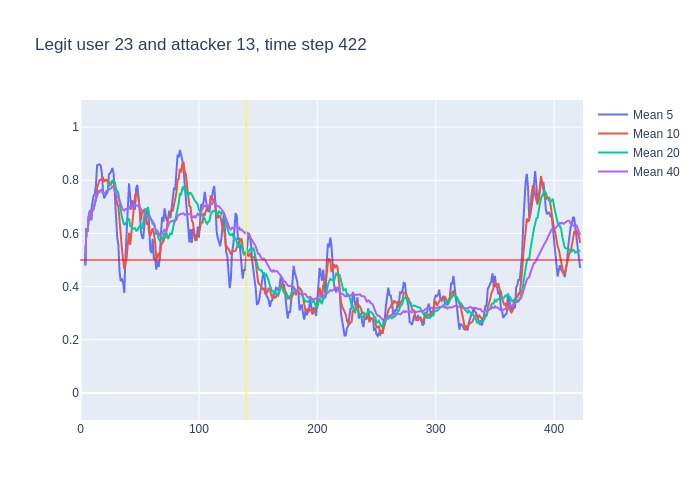 Legit user 23 and attacker 13, time step 422
1
0.8
0.6
0.4
0.2
0
0 100 200 300 400
Mean 5
Mean 10
Mean 20
Mean 40